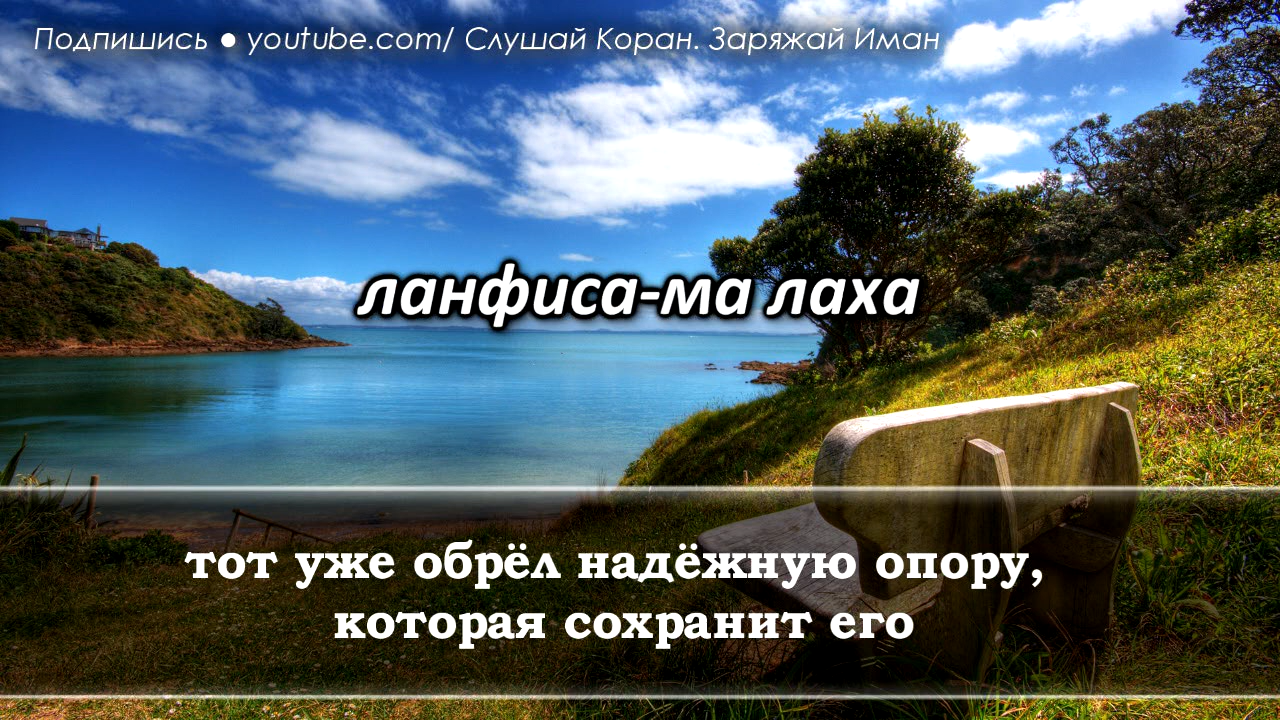 Подпишись ● youtube.com/ Слушай Коран. Заряжай Иман
ланфиса-ма лаха
тот уже обрёл надёжную опору,
которая сохранит его